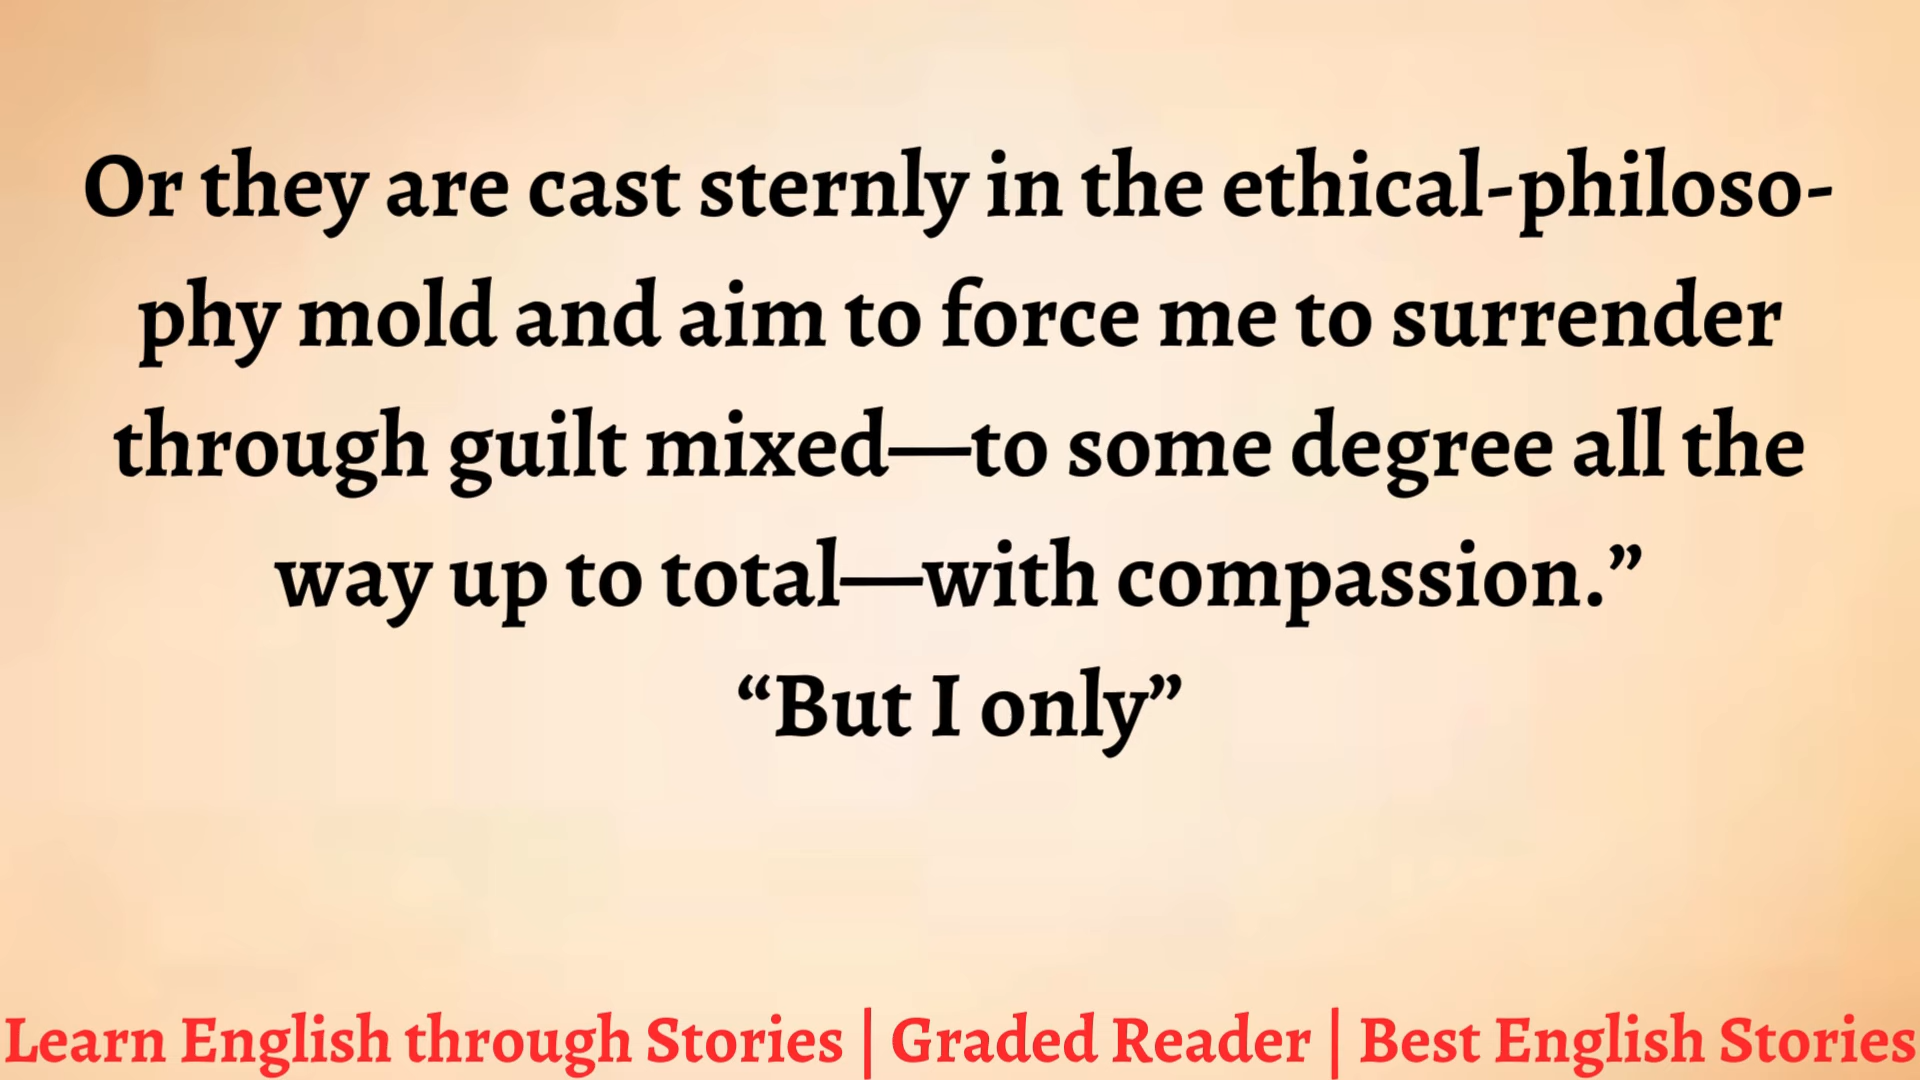 Or they are cast sternly in the ethical-philoso-
phy mold and aim to force me to surrender
through guilt mixed—to some degree all the
way up to total—with compassion.”
“But I only”
Learn English through Stories | Graded Reader | Best English Stories